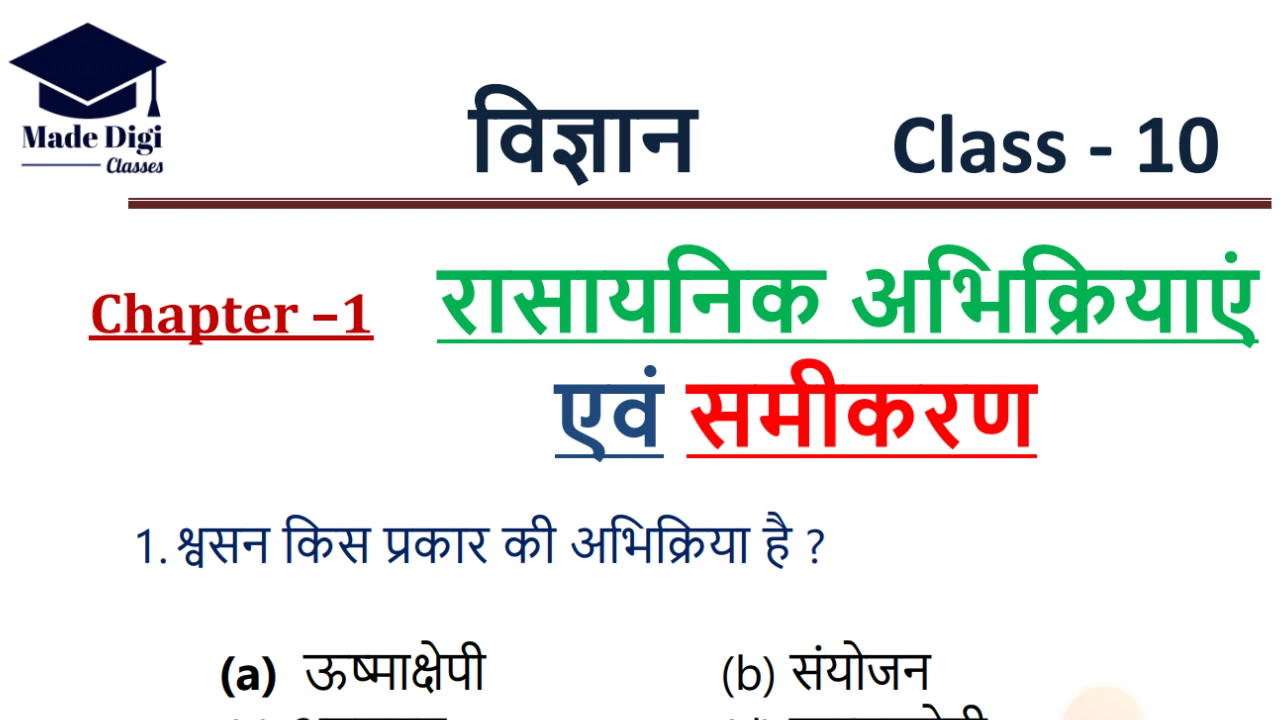 Made Digi
Classes
विज्ञान Class - 10
Chapter –1 रासायनिक अभिक्रियाएं
एवं समीकरण
1. श्वसन किस प्रकार की अभिक्रिया है ?
(a) ऊष्माक्षेपी (b) संयोजन